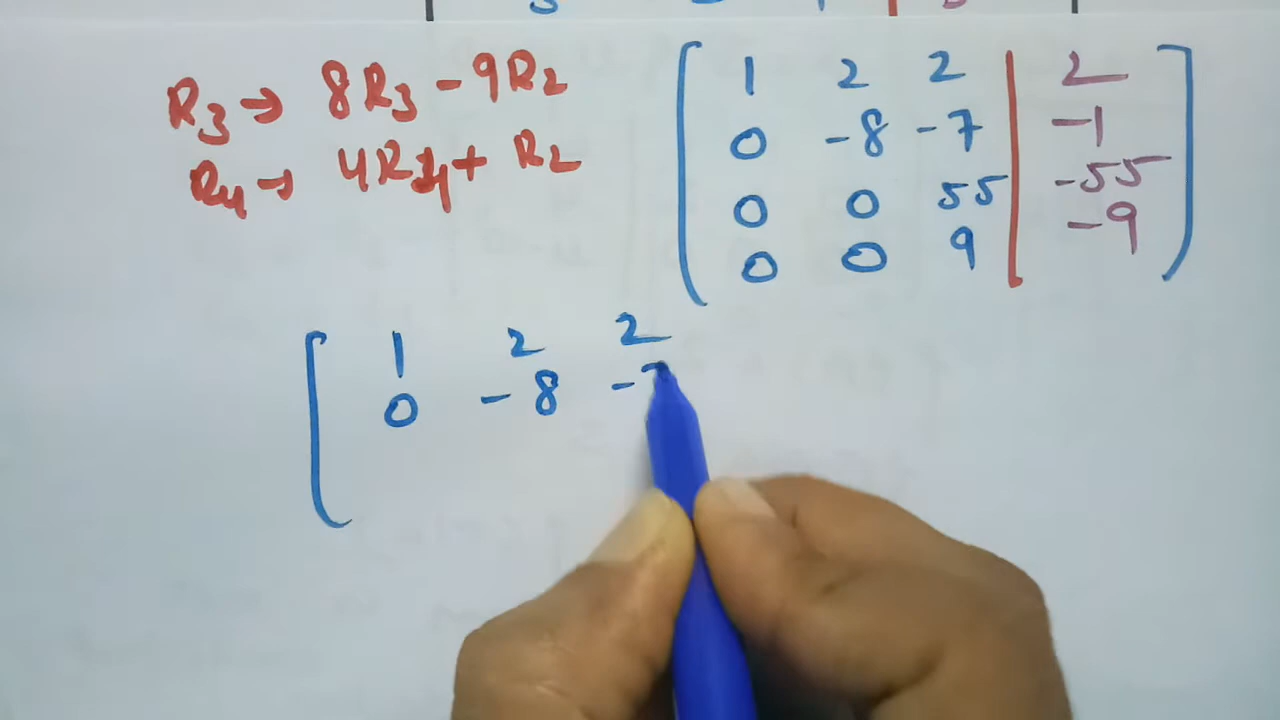 R3 → 8R3 - 9R2
R4 → 4R4 + R2
1 2 2 | 2
0 -8 -7 | -1
0 0 55 | -55
0 0 9 | -9
1 2 2
0 -8 -7